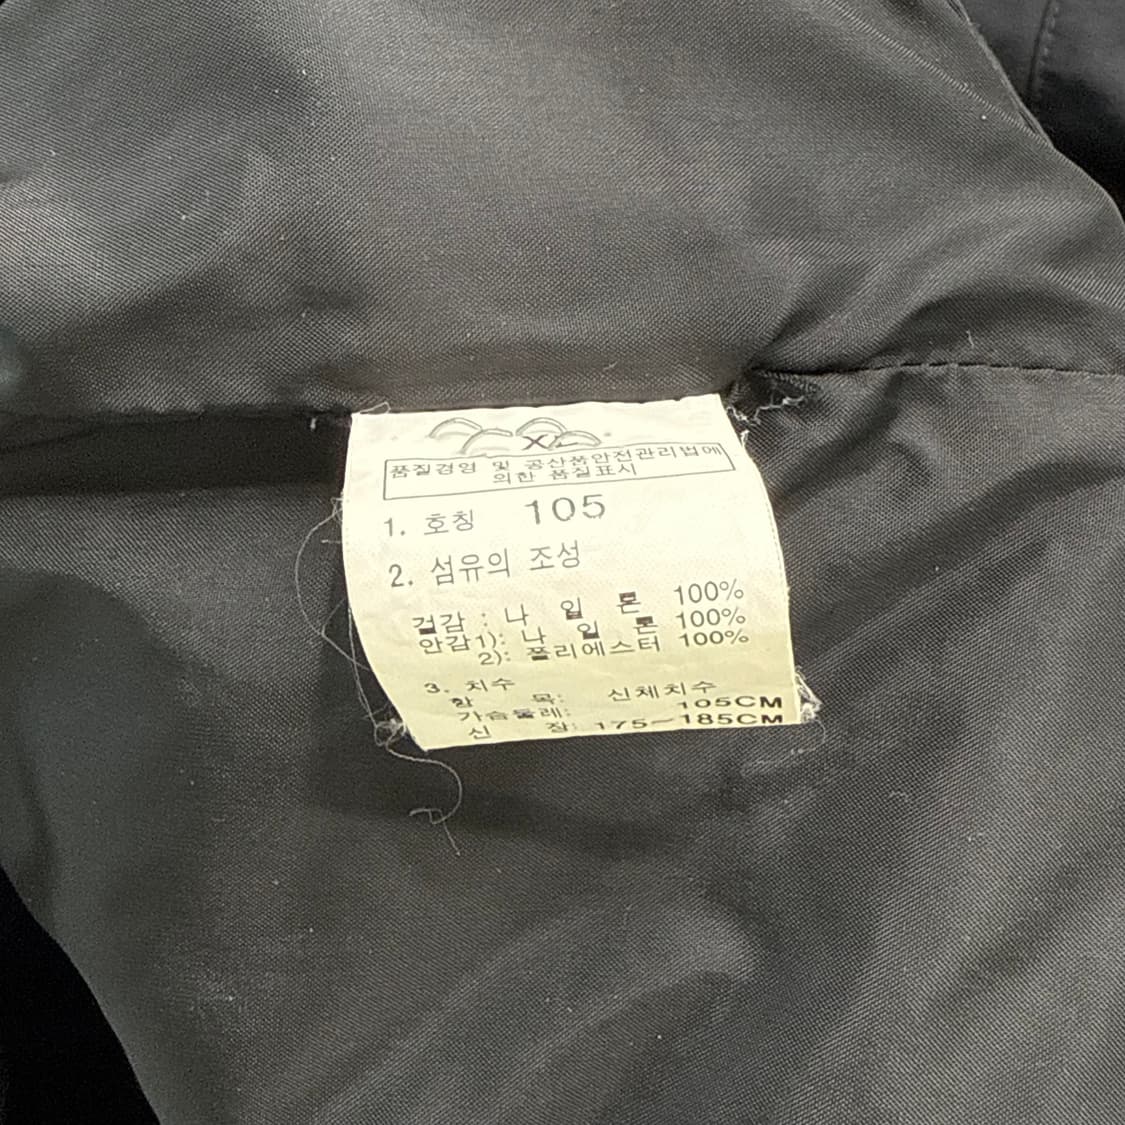 XL
품질경영 및 공산품안전관리법에
의한 품질표시
1. 호칭 105
2. 섬유의 조성
겉감 : 나 일 론 100%
안감1): 나 일 론 100%
2): 폴리에스터 100%
3. 치수
항 목: 신체치수
가슴둘레: 105CM
신 장: 175~185CM